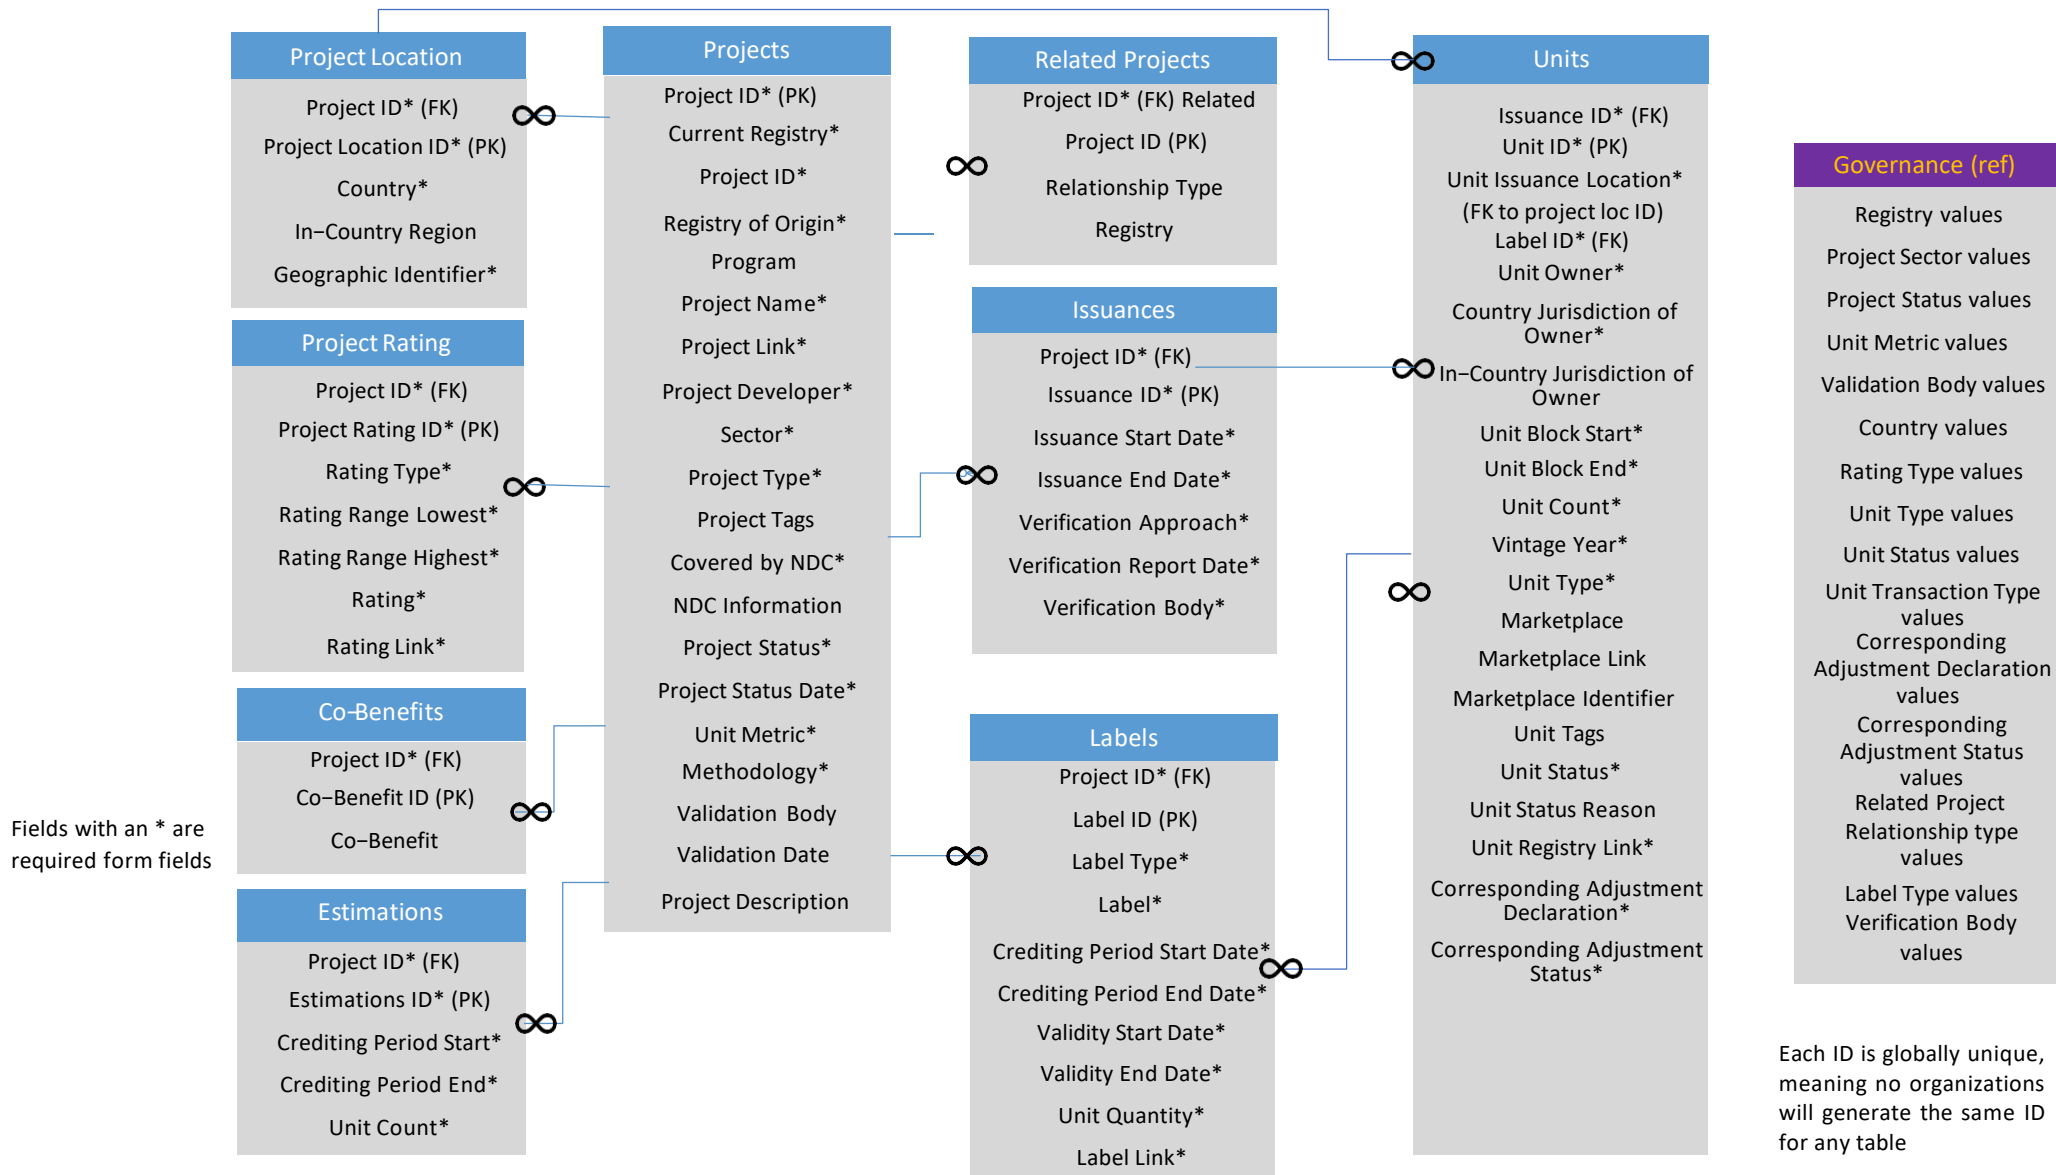 Project Location
Project ID* (FK)
Project Location ID* (PK)
Country*
In-Country Region
Geographic Identifier*
Project Rating
Project ID* (FK)
Project Rating ID* (PK)
Rating Type*
Rating Range Lowest*
Rating Range Highest*
Rating*
Rating Link*
Co-Benefits
Project ID* (FK)
Co-Benefit ID (PK)
Co-Benefit
Fields with an * are
required form fields
Estimations
Project ID* (FK)
Estimations ID* (PK)
Crediting Period Start*
Crediting Period End*
Unit Count*
Projects
Project ID* (PK)
Current Registry*
Project ID*
Registry of Origin*
Program
Project Name*
Project Link*
Project Developer*
Sector*
Project Type*
Project Tags
Covered by NDC*
NDC Information
Project Status*
Project Status Date*
Unit Metric*
Methodology*
Validation Body
Validation Date
Project Description
Related Projects
Project ID* (FK) Related
Project ID (PK)
Relationship Type
Registry
Issuances
Project ID* (FK)
Issuance ID* (PK)
Issuance Start Date*
Issuance End Date*
Verification Approach*
Verification Report Date*
Verification Body*
Labels
Project ID* (FK)
Label ID (PK)
Label Type*
Label*
Crediting Period Start Date*
Crediting Period End Date*
Validity Start Date*
Validity End Date*
Unit Quantity*
Label Link*
Units
Issuance ID* (FK)
Unit ID* (PK)
Unit Issuance Location*
(FK to project loc ID)
Label ID* (FK)
Unit Owner*
Country Jurisdiction of
Owner*
In-Country Jurisdiction of
Owner
Unit Block Start*
Unit Block End*
Unit Count*
Vintage Year*
Unit Type*
Marketplace
Marketplace Link
Marketplace Identifier
Unit Tags
Unit Status*
Unit Status Reason
Unit Registry Link*
Corresponding Adjustment
Declaration*
Corresponding Adjustment
Status*
Governance (ref)
Registry values
Project Sector values
Project Status values
Unit Metric values
Validation Body values
Country values
Rating Type values
Unit Type values
Unit Status values
Unit Transaction Type
values
Corresponding
Adjustment Declaration
values
Corresponding
Adjustment Status
values
Related Project
Relationship type
values
Label Type values
Verification Body
values
Each ID is globally unique,
meaning no organizations
will generate the same ID
for any table